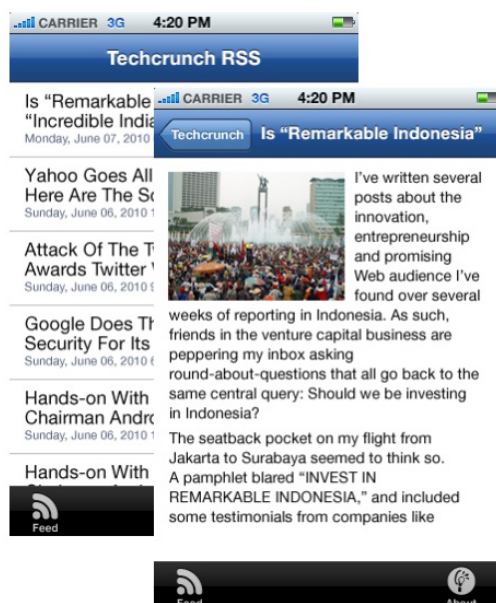 CARRIER 3G 4:20 PM
Techcrunch RSS
Is “Remarkable
“Incredible India
Monday, June 07, 2010
Yahoo Goes All
Here Are The
Sunday, June 06, 2010 1
Attack Of The
Awards Twitter
Sunday, June 06, 2010 9
Google Does
Security For Its
Sunday, June 06, 2010 6
Hands-on With
Chairman
Sunday, June 06, 2010 1
Hands-on With
Feed
CARRIER 3G 4:20 PM
Techcrunch Is “Remarkable Indonesia”
I’ve written several
posts about the
innovation,
entrepreneurship
and promising
Web audience I’ve
found over several
weeks of reporting in Indonesia. As such,
friends in the venture capital business are
peppering my inbox asking
round-about-questions that all go back to the
same central query: Should we be investing
in Indonesia?
The seatback pocket on my flight from
Jakarta to Surabaya seemed to think so.
A pamphlet blared “INVEST IN
REMARKABLE INDONESIA,” and included
some testimonials from companies like
Feed About